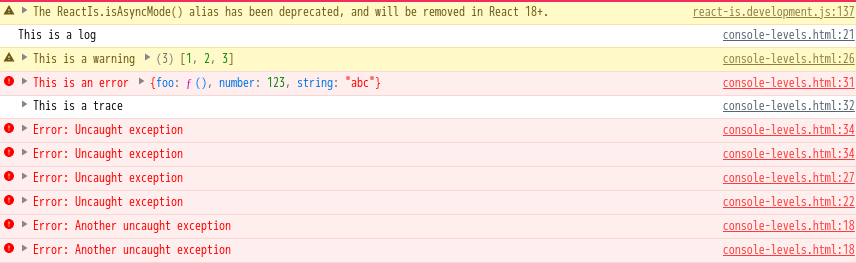 The ReactIs.isAsyncMode() alias has been deprecated, and will be removed in React 18+. react-is.development.js:137
This is a log console-levels.html:21
This is a warning (3) [1, 2, 3] console-levels.html:26
This is an error {foo: ƒ (), number: 123, string: "abc"} console-levels.html:31
This is a trace console-levels.html:32
Error: Uncaught exception console-levels.html:34
Error: Uncaught exception console-levels.html:34
Error: Uncaught exception console-levels.html:27
Error: Uncaught exception console-levels.html:22
Error: Another uncaught exception console-levels.html:18
Error: Another uncaught exception console-levels.html:18